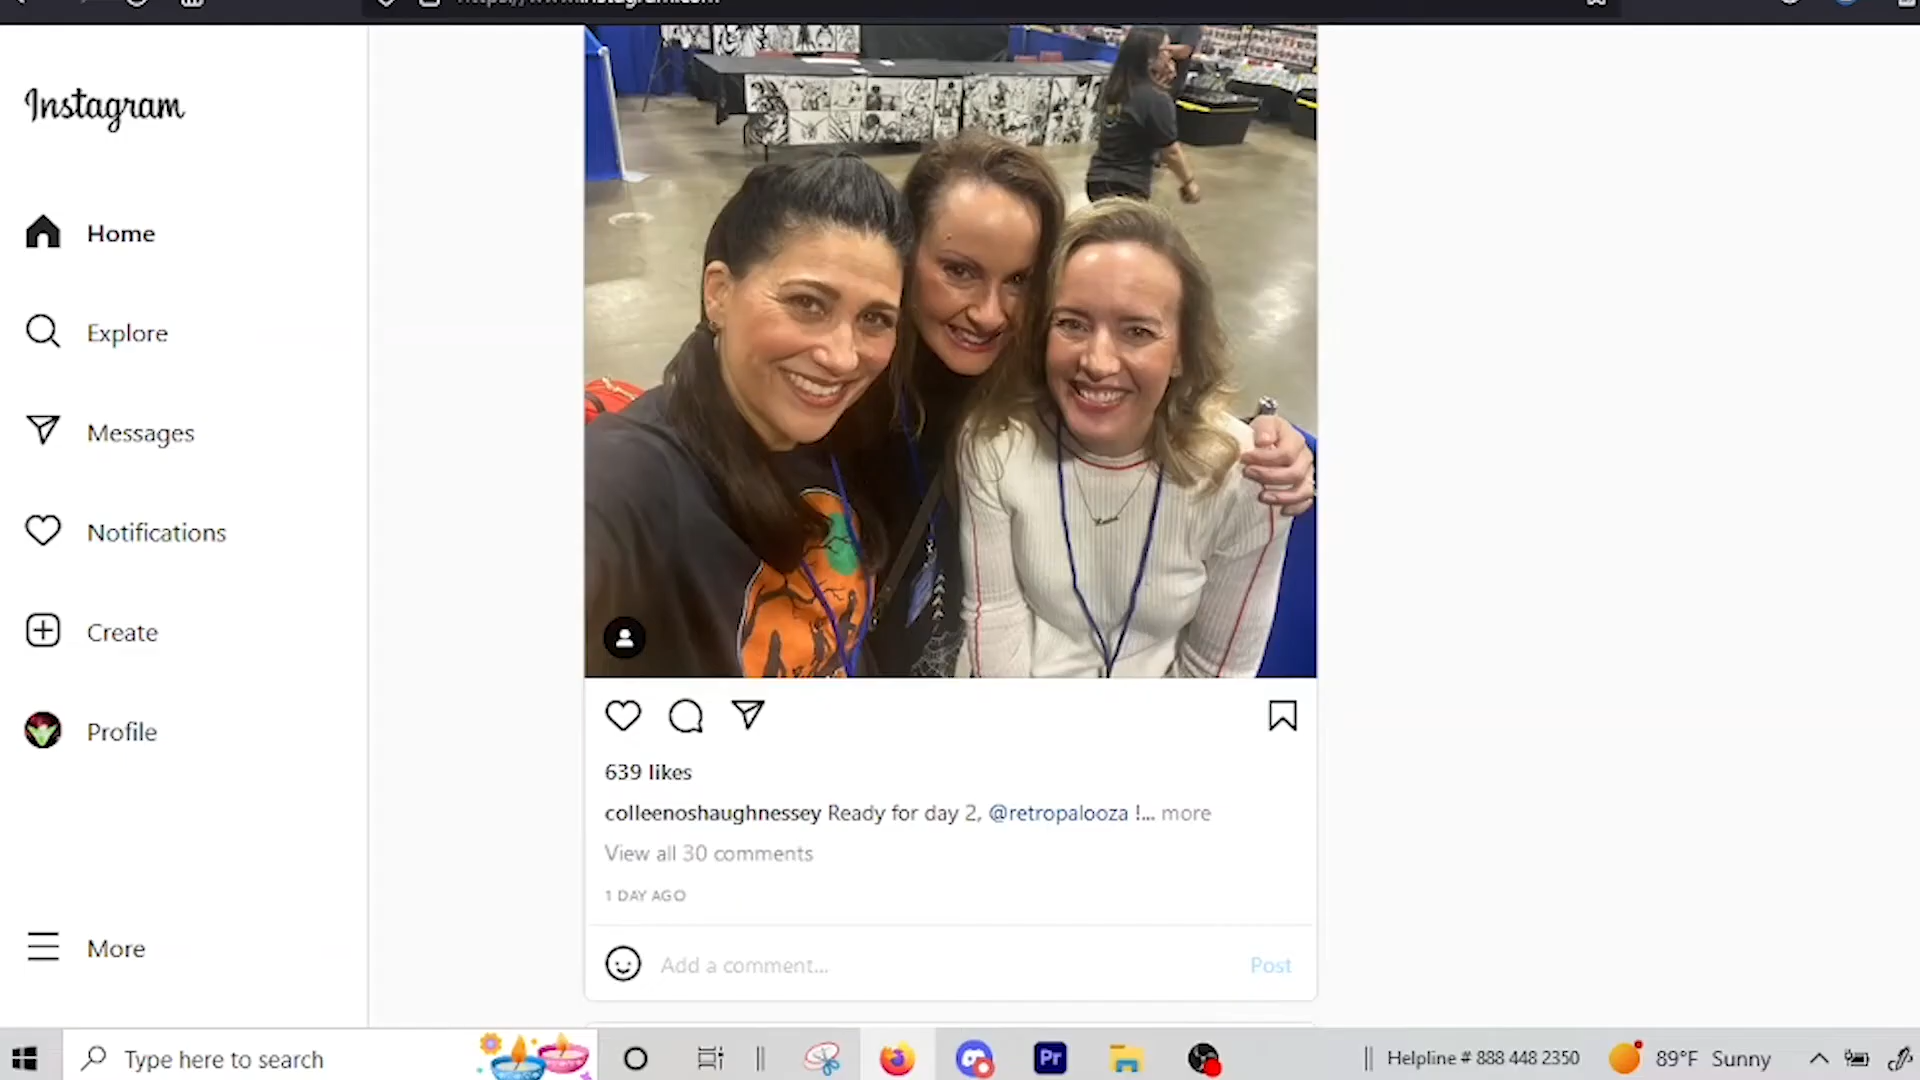 Instagram
Home
Explore
Messages
Notifications
Create
Profile
More
639 likes
colleenoshaughnessey Ready for day 2, @retropalooza !... more
View all 30 comments
1 DAY AGO
Add a comment...
Post
Type here to search
Pr
Helpline # 888 448 2350
89°F Sunny